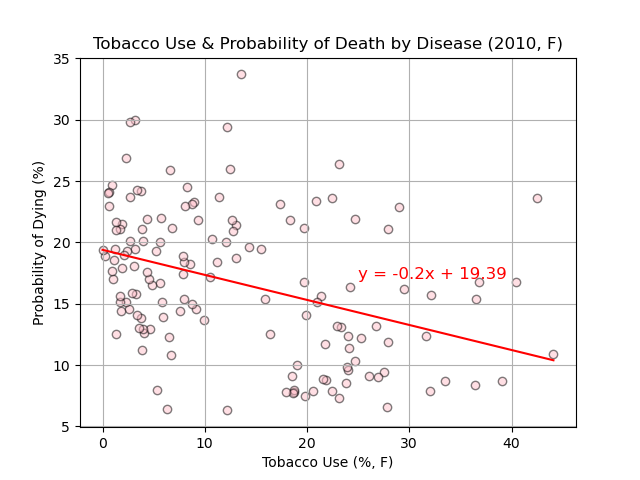 Tobacco Use & Probability of Death by Disease (2010, F)
35
30
25
20
15
10
5
Probability of Dying (%)
y = -0.2x + 19.39
0 10 20 30 40
Tobacco Use (%, F)